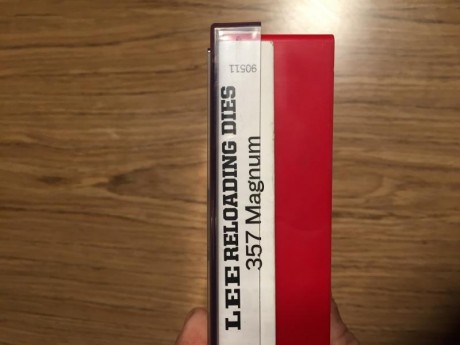 LEE RELOADING DIES
357 Magnum
90511